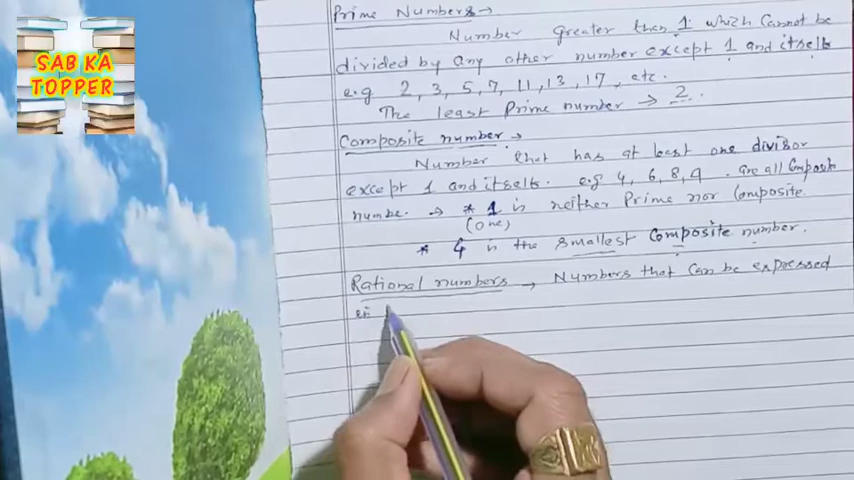 SAB KA
TOPPER
Prime Numbers →
Number greater then 1 which Cannot be
divided by any other number except 1 and itself
e.g 2, 3, 5, 7, 11, 13, 17, etc.
The least Prime number → 2.
Composite number →
Number that has at least one divisor
except 1 and itself. e.g 4, 6, 8, 9 . are all Composite
numbe. → * 1 is neither Prime nor Composite
(One)
* 4 is the smallest Composite number.
Rational numbers → Numbers that Can be expressed